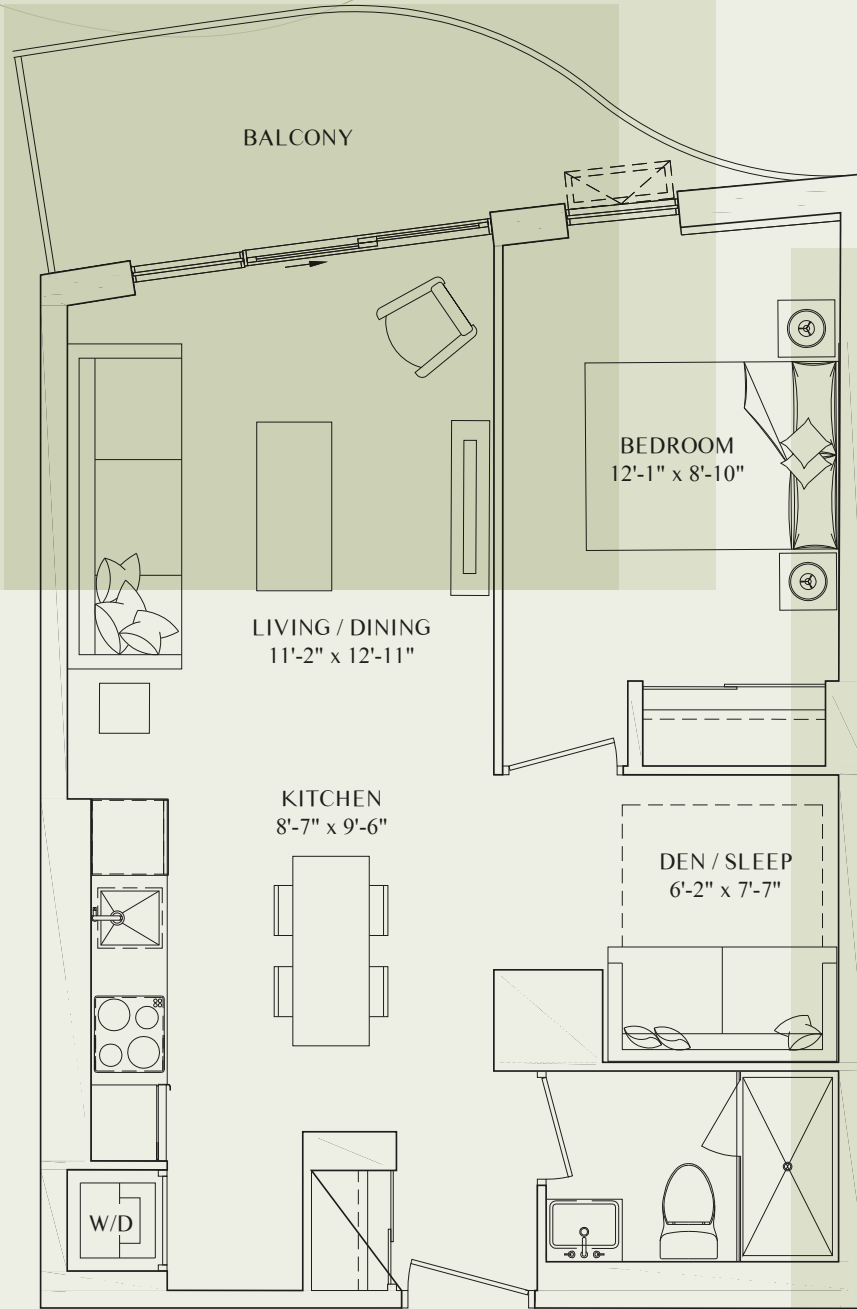 BALCONY
BEDROOM
12'-1" x 8'-10"
LIVING / DINING
11'-2" x 12'-11"
KITCHEN
8'-7" x 9'-6"
DEN / SLEEP
6'-2" x 7'-7"
W/D